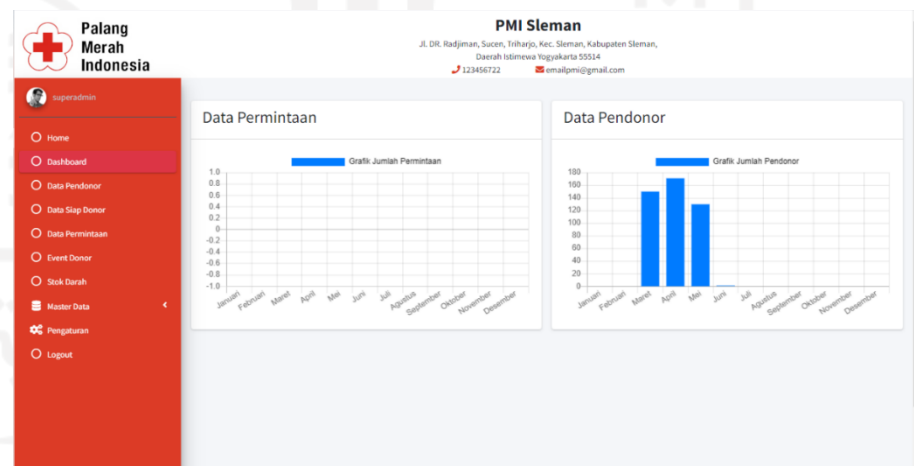 Palang
Merah
Indonesia
PMI Sleman
Jl. DR. Radjiman, Sucen, Triharjo, Kec. Sleman, Kabupaten Sleman,
Daerah Istimewa Yogyakarta 55514
123456722 emailpmi@gmail.com
superadmin
Home
Dashboard
Data Pendonor
Data Siap Donor
Data Permintaan
Event Donor
Stok Darah
Master Data
Pengaturan
Logout
Data Permintaan
Grafik Jumlah Permintaan
1.0
0.8
0.6
0.4
0.2
0
-0.2
-0.4
-0.6
-0.8
-1.0
Januari Februari Maret April Mei Juni Juli Agustus September Oktober November Desember
Data Pendonor
Grafik Jumlah Pendonor
180
160
140
120
100
80
60
40
20
0
Januari Februari Maret April Mei Juni Juli Agustus September Oktober November Desember